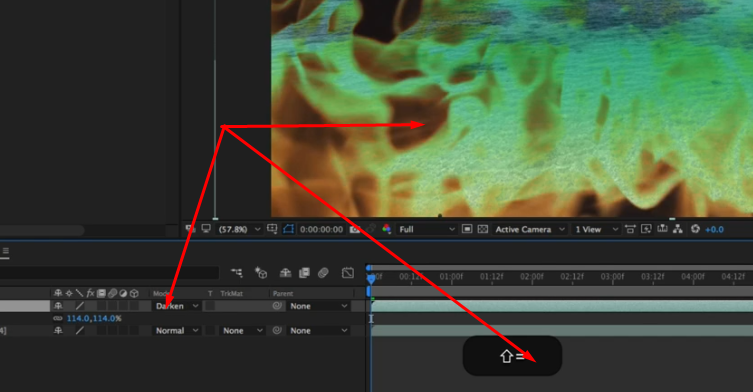 (57.8%) 0:00:00:00 Full Active Camera 1 View +0.0
00f 00:12f 01:00f 01:12f 02:00f 02:12f 03:00f 03:12f 04:00f 04:12f
Mode T TrkMat Parent
Darken None
114.0,114.0%
Normal None None
⇧=